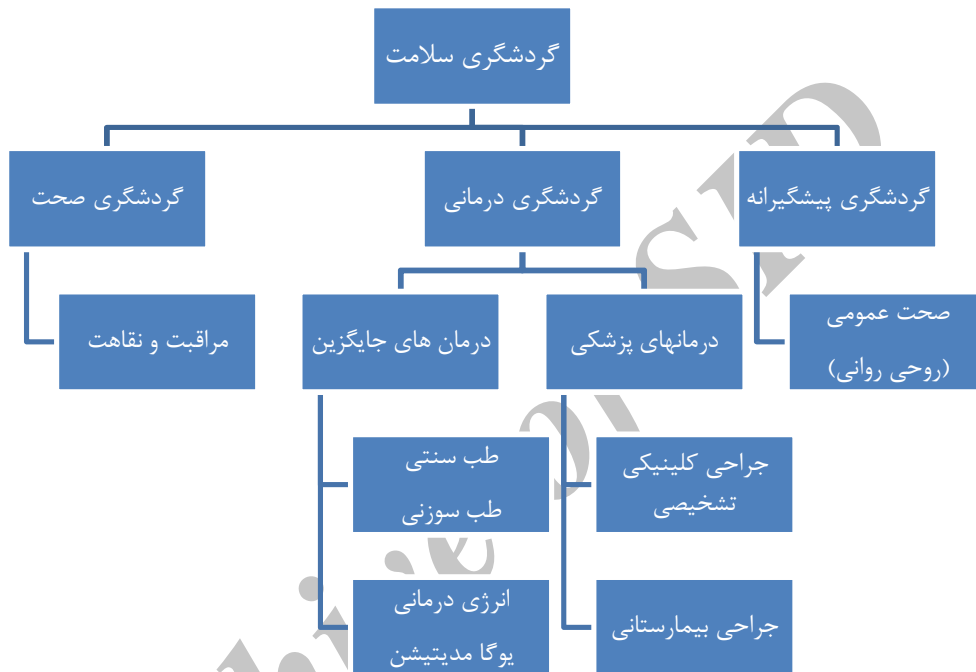 گردشگری سلامت
گردشگری پیشگیرانه
گردشگری درمانی
گردشگری صحت
صحت عمومی
(روحی روانی)
درمانهای پزشکی
درمان های جایگزین
مراقبت و نقاهت
جراحی کلینیکی
تشخیصی
طب سنتی
طب سوزنی
جراحی بیمارستانی
انرژی درمانی
یوگا مدیتیشن